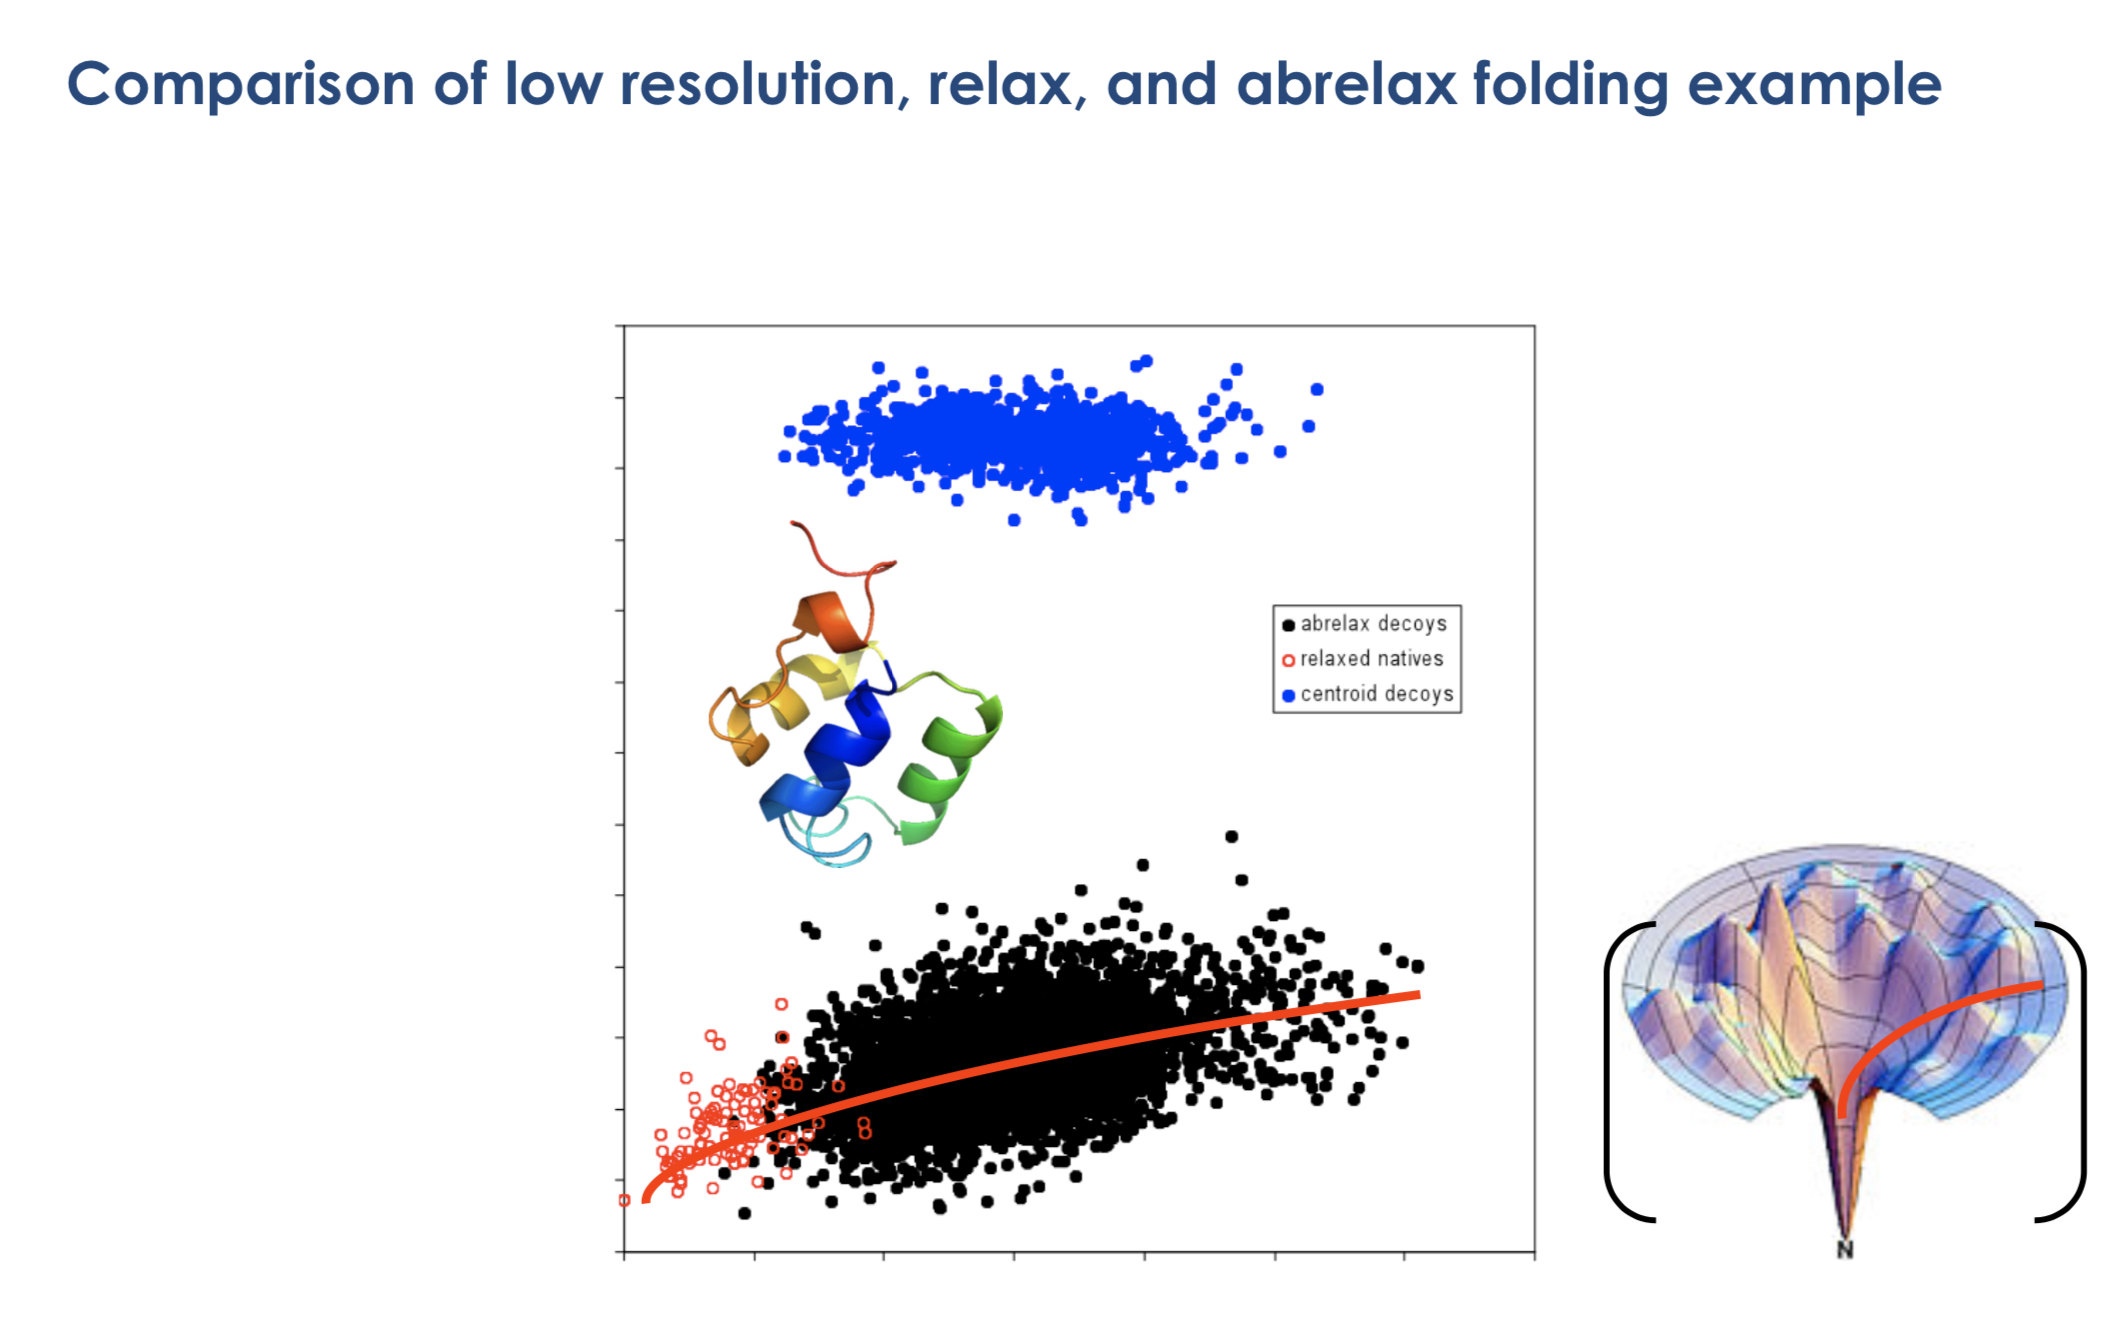 Comparison of low resolution, relax, and abrelax folding example
abrelax decoys
relaxed natives
centroid decoys
N